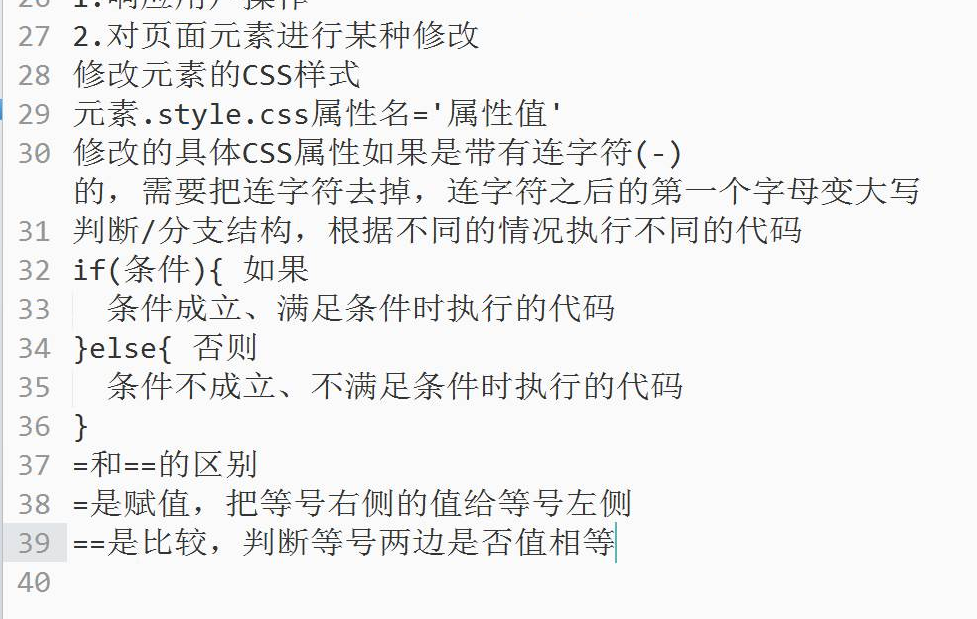 26 1.响应用户操作
27 2.对页面元素进行某种修改
28 修改元素的CSS样式
29 元素.style.css属性名='属性值'
30 修改的具体CSS属性如果是带有连字符(-)
的，需要把连字符去掉，连字符之后的第一个字母变大写
31 判断/分支结构，根据不同的情况执行不同的代码
32 if(条件){ 如果
33 条件成立、满足条件时执行的代码
34 }else{ 否则
35 条件不成立、不满足条件时执行的代码
36 }
37 =和==的区别
38 =是赋值，把等号右侧的值给等号左侧
39 ==是比较，判断等号两边是否值相等
40